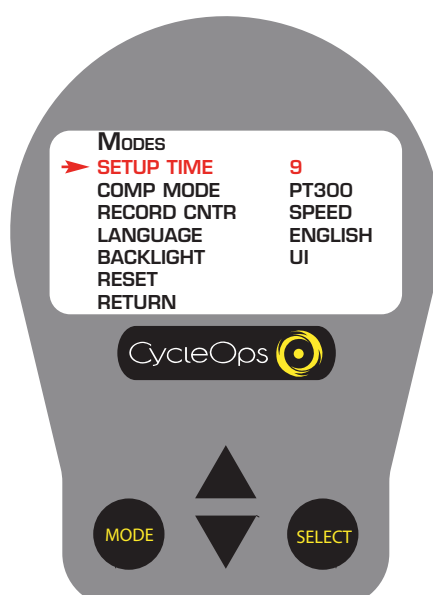 MODES
SETUP TIME 9
COMP MODE PT300
RECORD CNTR SPEED
LANGUAGE ENGLISH
BACKLIGHT UI
RESET
RETURN
CycleOps
MODE SELECT